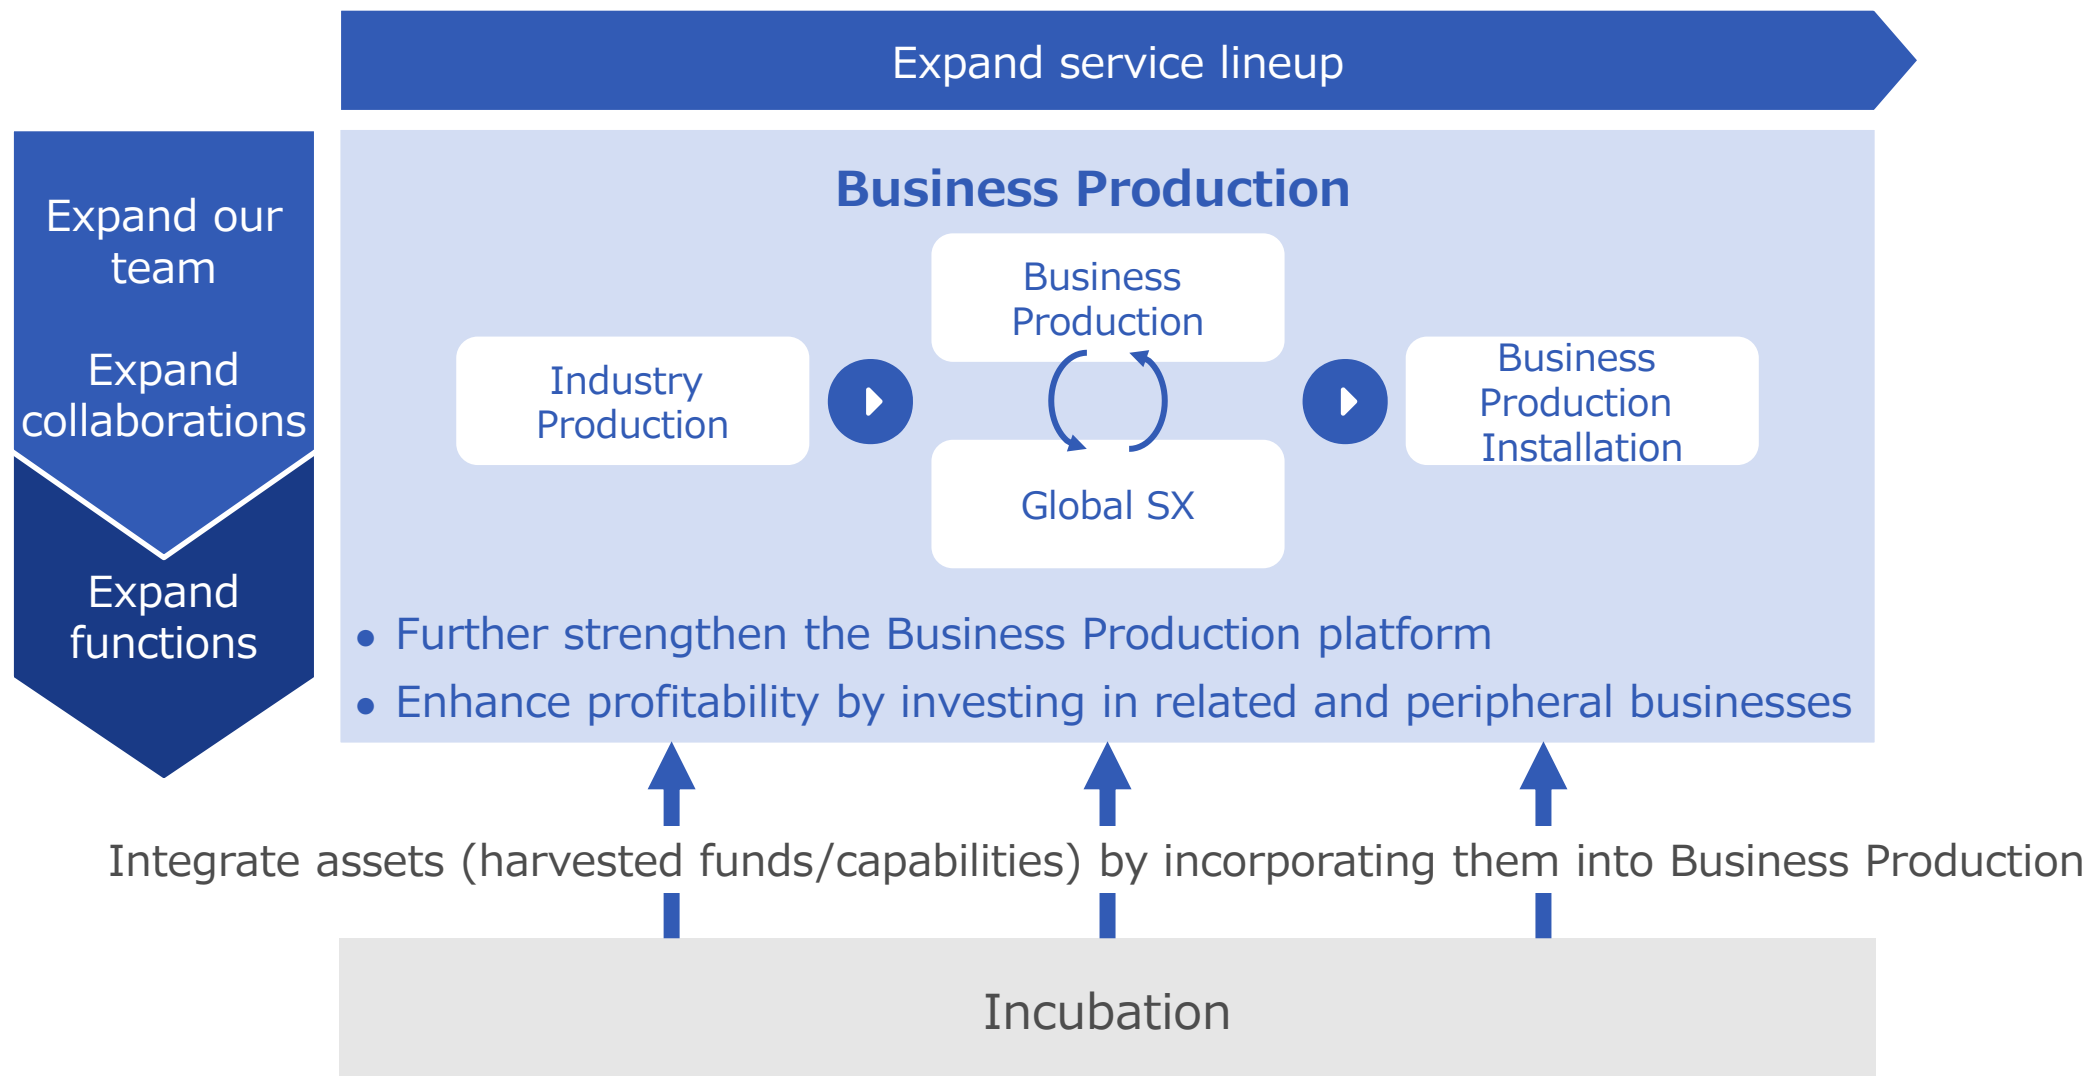 Expand service lineup
Expand our
team
Expand
collaborations
Expand
functions
Business Production
Industry
Production
Business
Production
Global SX
Business
Production
Installation
● Further strengthen the Business Production platform
● Enhance profitability by investing in related and peripheral businesses
Integrate assets (harvested funds/capabilities) by incorporating them into Business Production
Incubation